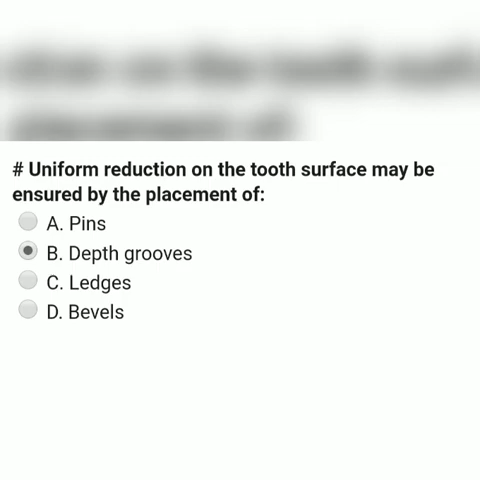 # Uniform reduction on the tooth surface may be
ensured by the placement of:
A. Pins
B. Depth grooves
C. Ledges
D. Bevels